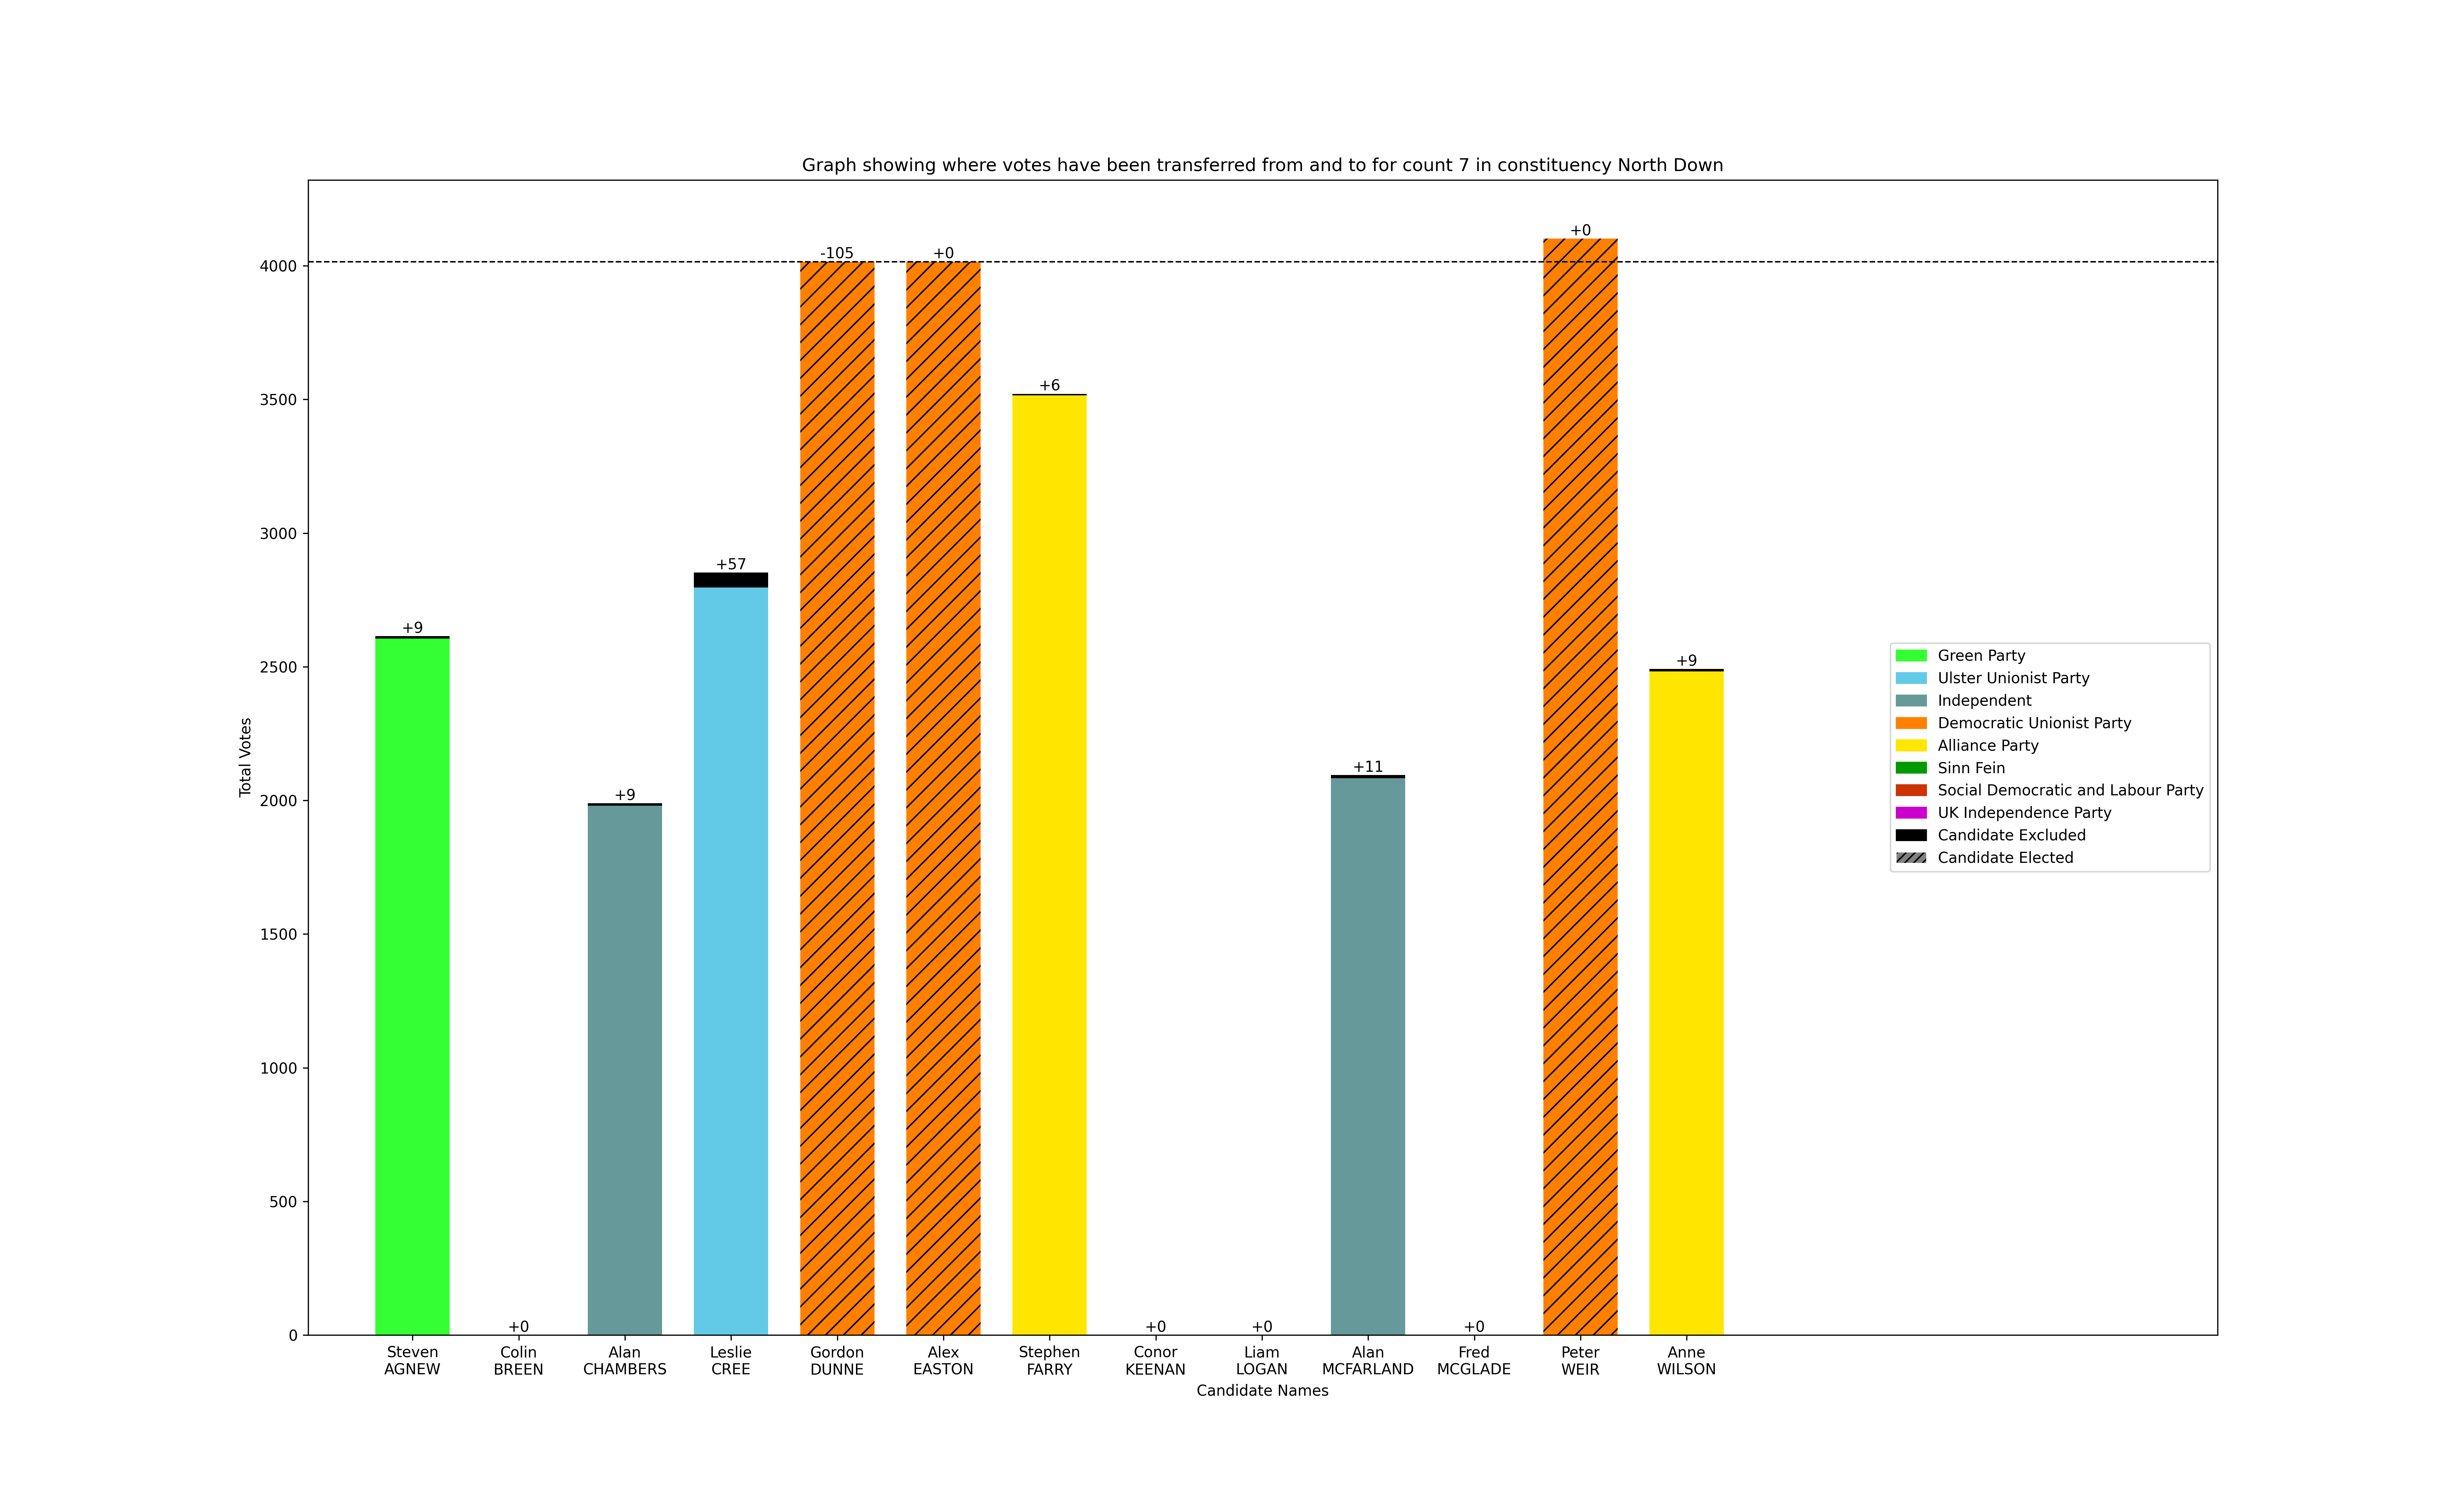 Graph showing where votes have been transferred from and to for count 7 in constituency North Down
Total Votes
4000
3500
3000
2500
2000
1500
1000
500
0
+9
+0
+9
+57
-105
+0
+6
+0
+0
+11
+0
+0
+9
Steven
AGNEW
Colin
BREEN
Alan
CHAMBERS
Leslie
CREE
Gordon
DUNNE
Alex
EASTON
Stephen
FARRY
Conor
KEENAN
Liam
LOGAN
Alan
MCFARLAND
Fred
MCGLADE
Peter
WEIR
Anne
WILSON
Candidate Names
Green Party
Ulster Unionist Party
Independent
Democratic Unionist Party
Alliance Party
Sinn Fein
Social Democratic and Labour Party
UK Independence Party
Candidate Excluded
Candidate Elected